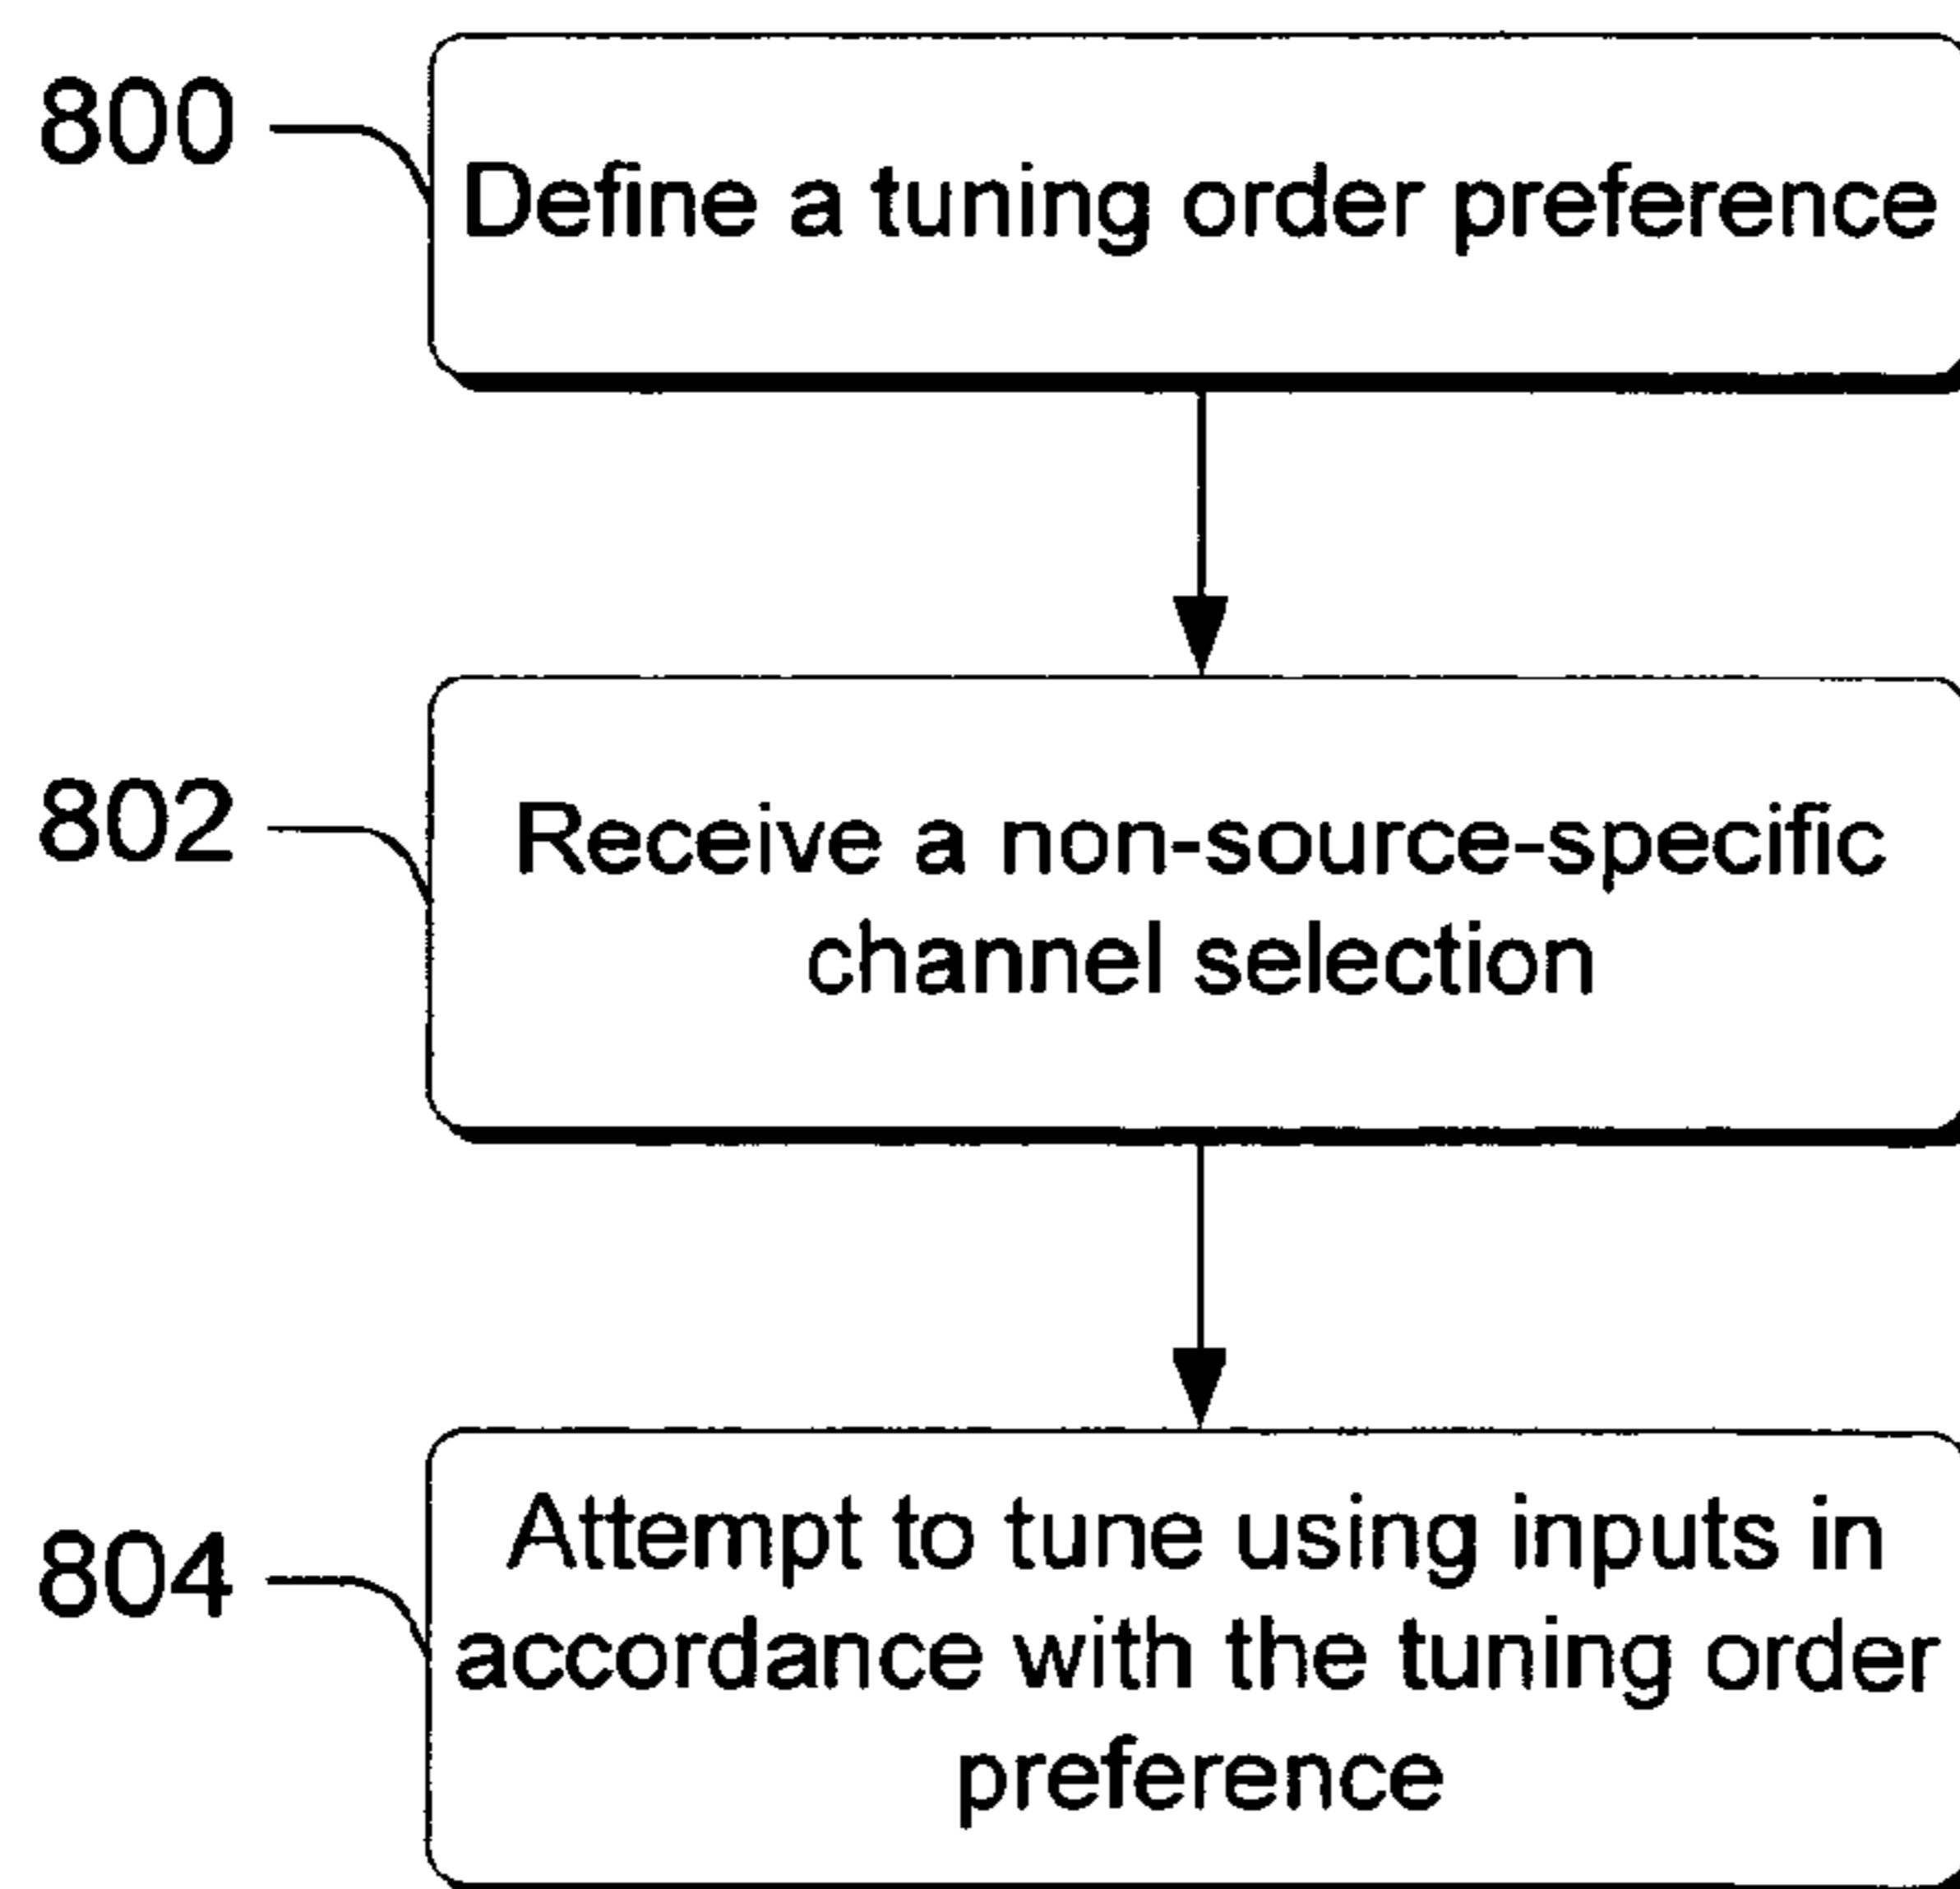 800
Define a tuning order preference
802
Receive a non-source-specific
channel selection
804
Attempt to tune using inputs in
accordance with the tuning order
preference